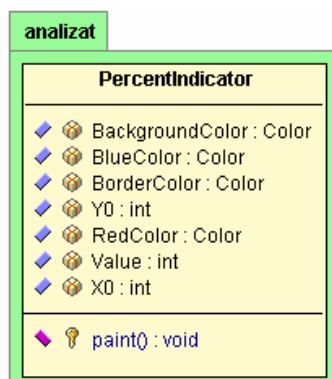 analizat
PercentIndicator
BackgroundColor : Color
BlueColor : Color
BorderColor : Color
Y0 : int
RedColor : Color
Value : int
X0 : int
paint() : void